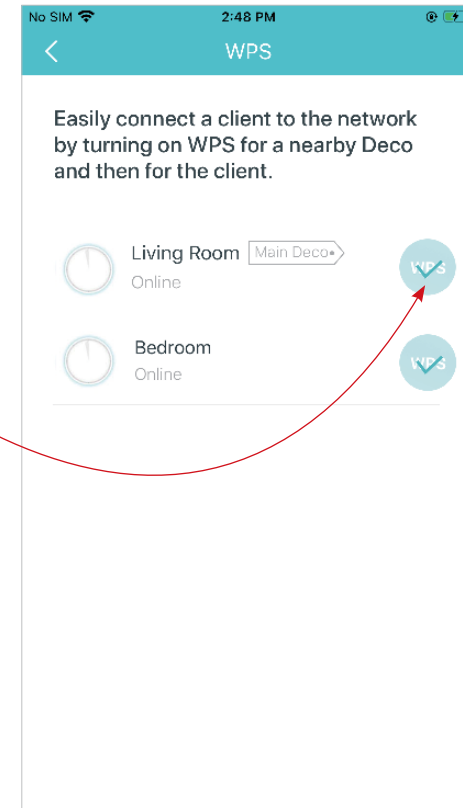 No SIM 2:48 PM
WPS
Easily connect a client to the network
by turning on WPS for a nearby Deco
and then for the client.
Living Room Main Deco
Online
WPS
Bedroom
Online
WPS